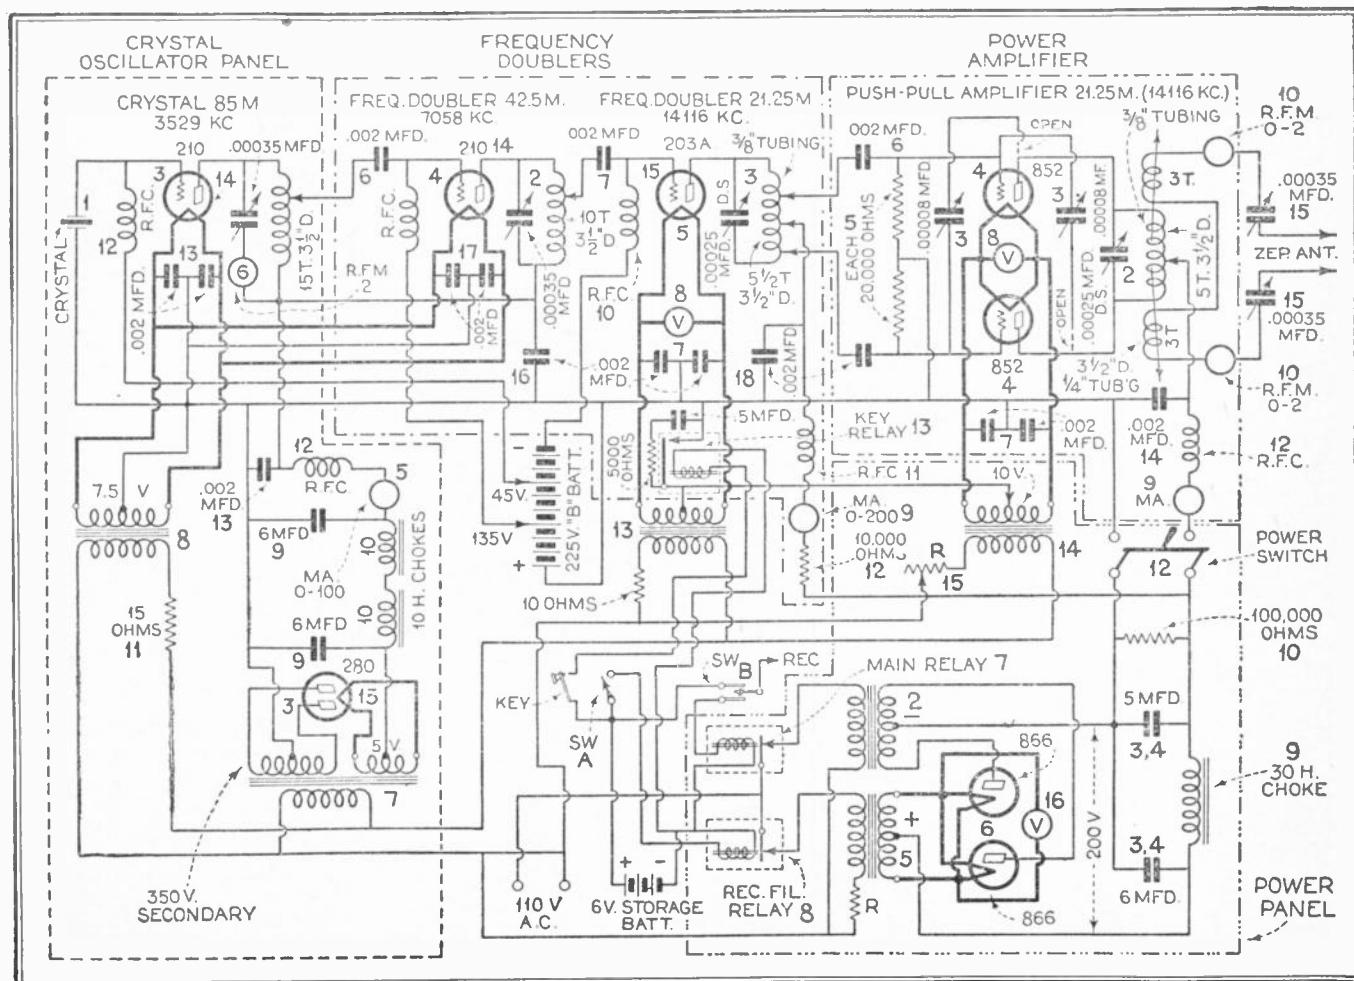 CRYSTAL
OSCILLATOR PANEL
FREQUENCY
DOUBLERS
POWER
AMPLIFIER
CRYSTAL 85 M
3529 KC
FREQ. DOUBLER 42.5 M.
7058 KC.
FREQ. DOUBLER 21.25 M
14116 KC.
PUSH-PULL AMPLIFIER 21.25 M. (14116 KC.)
10
R.F.M.
0-2
210
.00035 MFD.
.002 MFD.
210
14
.002 MFD.
203 A.
3/8" TUBING
.002 MFD.
6
OPEN
852
3/8" TUBING
3
14
6
4
2
7
15
3
4
3
3T.
.00035
MFD.
15
1
CRYSTAL
R.F.C.
12
13
15T. 3 1/2" D.
R.F.C.
17
10T
3 1/2" D
5
D.S.
.00025
MFD.
5 1/2 T
3 1/2" D.
5
EACH
20,000 OHMS
.0008 MFD
3
8
V
.0008 MF.
2
5 T. 3 1/2" D.
ZEP. ANT.
.002 MFD.
6
R.F.M.
2
.002
MFD
.00035
MFD
R.F.C.
10
8
V
.002 MFD
OPEN
.00025 MFD
D.S.
3T
15
.00035
MFD.
16
.002
MFD.
7
18
852
4
3 1/2" D.
1/4" TUB'G
10
R.F.M.
0-2
.5 MFD.
KEY
RELAY 13
7
.002
MFD.
.002
MFD.
14
12
R.F.C.
5000
OHMS
R.F.C 11
10 V.
9
MA.
7.5 V
8
.002
MFD.
13
12
R.F.C.
5
6 MFD
9
10
MA.
0-100
10
10 H. CHOKES
45V.
135V
-
+
225V. "B" BATT.
13
MA.
0-200 9
10,000
OHMS
12
R
15
14
12
POWER
SWITCH
15
OHMS
11
6 MFD
9
10 OHMS
100,000
OHMS
10
280
3
15
5 V
7
KEY
SW
A
SW
B
REC
MAIN RELAY 7
2
866
5 MFD
3,4
9
30 H.
CHOKE
6
16
V
+
5
200 V
3,4
6 MFD.
350 V.
SECONDARY
110 V
A.C.
+ -
6V. STORAGE
BATT.
REC. FIL.
RELAY 8
R
866
POWER
PANEL